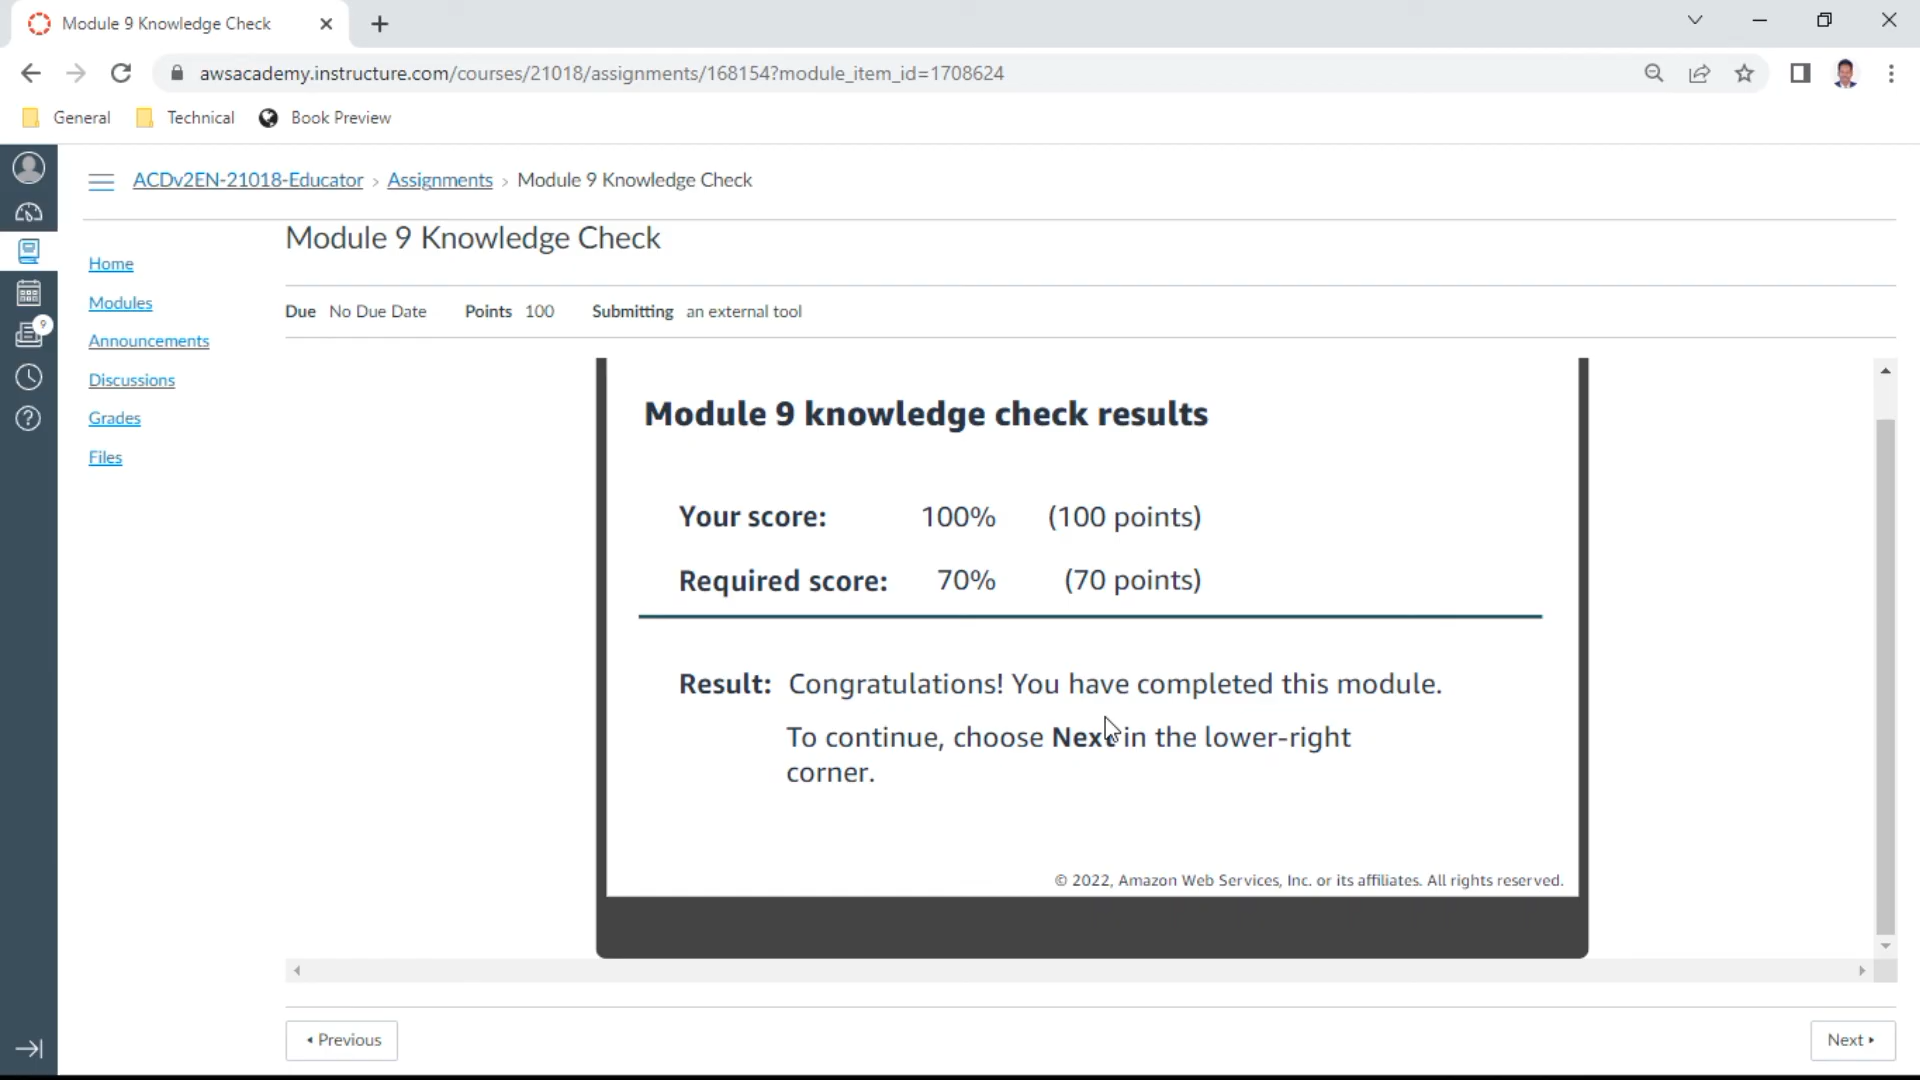 Module 9 Knowledge Check
awsacademy.instructure.com/courses/21018/assignments/168154?module_item_id=1708624
General Technical Book Preview
ACDv2EN-21018-Educator › Assignments › Module 9 Knowledge Check
Module 9 Knowledge Check
Home
Modules
Announcements
Discussions
Grades
Files
9
Due No Due Date Points 100 Submitting an external tool
Module 9 knowledge check results
Your score: 100% (100 points)
Required score: 70% (70 points)
Result: Congratulations! You have completed this module.
To continue, choose Next in the lower-right
corner.
© 2022, Amazon Web Services, Inc. or its affiliates. All rights reserved.
Previous
Next